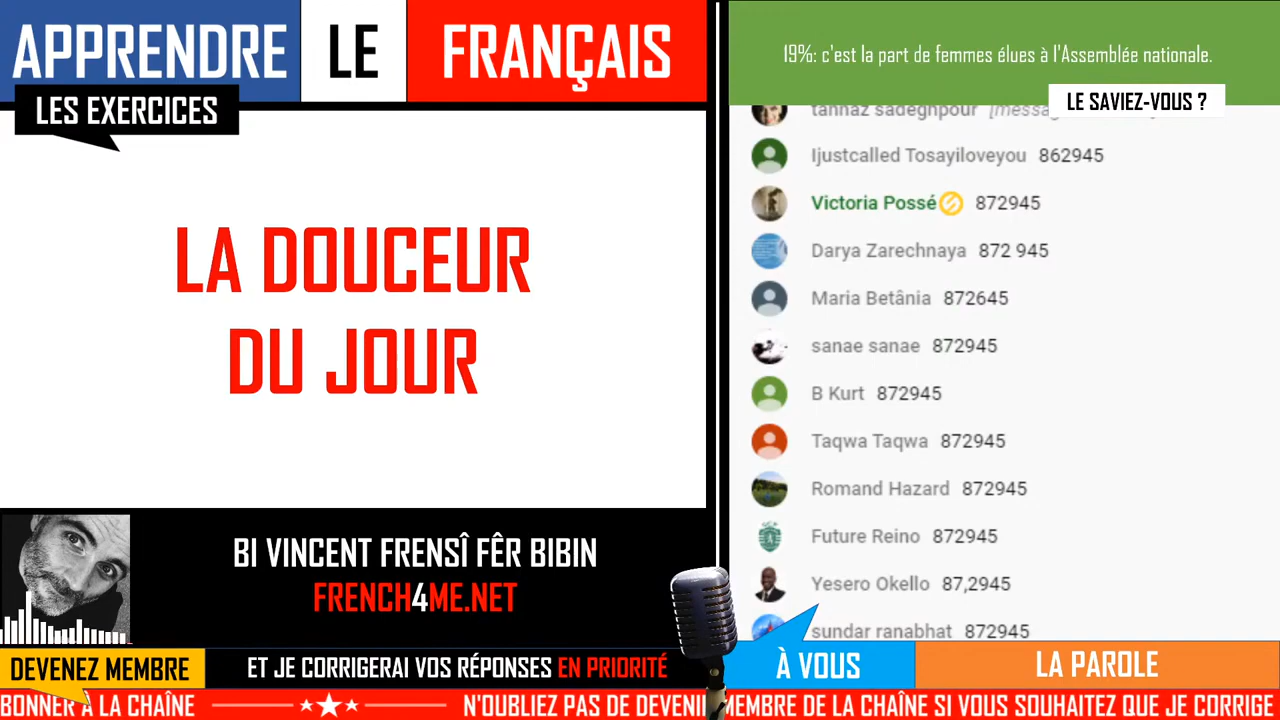 APPRENDRE LE FRANÇAIS
LES EXERCICES
19%: c'est la part de femmes élues à l'Assemblée nationale.
LE SAVIEZ-VOUS ?
LA DOUCEUR
DU JOUR
tannaz sadeghpour
Ijustcalled Tosayiloveyou 862945
Victoria Possé 872945
Darya Zarechnaya 872 945
Maria Betânia 872645
sanae sanae 872945
B Kurt 872945
Taqwa Taqwa 872945
Romand Hazard 872945
Future Reino 872945
Yesero Okello 87,2945
sundar ranabhat 872945
BI VINCENT FRENSÎ FÊR BIBIN
FRENCH4ME.NET
DEVENEZ MEMBRE
ET JE CORRIGERAI VOS RÉPONSES EN PRIORITÉ
À VOUS
LA PAROLE
BONNER À LA CHAÎNE N'OUBLIEZ PAS DE DEVENI MEMBRE DE LA CHAÎNE SI VOUS SOUHAITEZ QUE JE CORRIGE